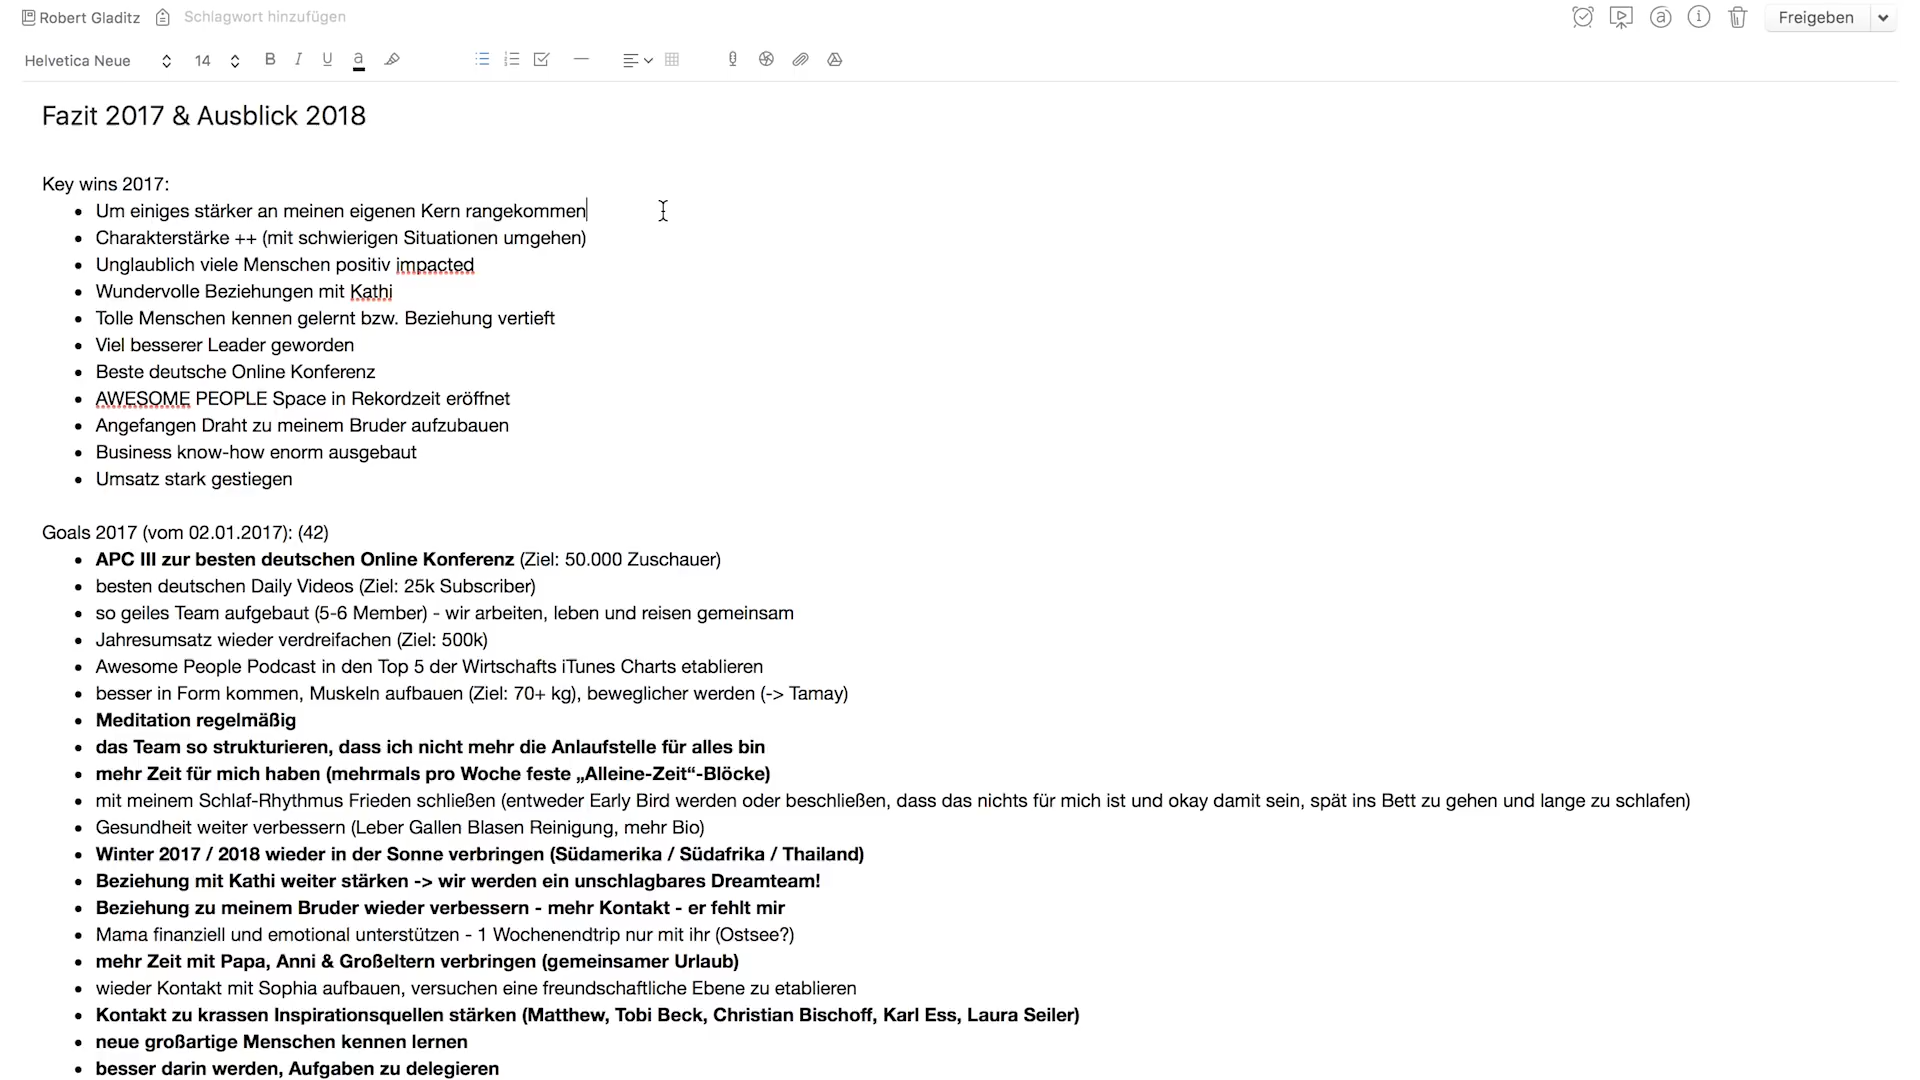 Robert Gladitz Schlagwort hinzufügen Freigeben
Helvetica Neue 14 B I U a
Fazit 2017 & Ausblick 2018
Key wins 2017:
• Um einiges stärker an meinen eigenen Kern rangekommen
• Charakterstärke ++ (mit schwierigen Situationen umgehen)
• Unglaublich viele Menschen positiv impacted
• Wundervolle Beziehungen mit Kathi
• Tolle Menschen kennen gelernt bzw. Beziehung vertieft
• Viel besserer Leader geworden
• Beste deutsche Online Konferenz
• AWESOME PEOPLE Space in Rekordzeit eröffnet
• Angefangen Draht zu meinem Bruder aufzubauen
• Business know-how enorm ausgebaut
• Umsatz stark gestiegen
Goals 2017 (vom 02.01.2017): (42)
• APC III zur besten deutschen Online Konferenz (Ziel: 50.000 Zuschauer)
• besten deutschen Daily Videos (Ziel: 25k Subscriber)
• so geiles Team aufgebaut (5-6 Member) - wir arbeiten, leben und reisen gemeinsam
• Jahresumsatz wieder verdreifachen (Ziel: 500k)
• Awesome People Podcast in den Top 5 der Wirtschafts iTunes Charts etablieren
• besser in Form kommen, Muskeln aufbauen (Ziel: 70+ kg), beweglicher werden (-> Tamay)
• Meditation regelmäßig
• das Team so strukturieren, dass ich nicht mehr die Anlaufstelle für alles bin
• mehr Zeit für mich haben (mehrmals pro Woche feste „Alleine-Zeit“-Blöcke)
• mit meinem Schlaf-Rhythmus Frieden schließen (entweder Early Bird werden oder beschließen, dass das nichts für mich ist und okay damit sein, spät ins Bett zu gehen und lange zu schlafen)
• Gesundheit weiter verbessern (Leber Gallen Blasen Reinigung, mehr Bio)
• Winter 2017 / 2018 wieder in der Sonne verbringen (Südamerika / Südafrika / Thailand)
• Beziehung mit Kathi weiter stärken -> wir werden ein unschlagbares Dreamteam!
• Beziehung zu meinem Bruder wieder verbessern - mehr Kontakt - er fehlt mir
• Mama finanziell und emotional unterstützen - 1 Wochenendtrip nur mit ihr (Ostsee?)
• mehr Zeit mit Papa, Anni & Großeltern verbringen (gemeinsamer Urlaub)
• wieder Kontakt mit Sophia aufbauen, versuchen eine freundschaftliche Ebene zu etablieren
• Kontakt zu krassen Inspirationsquellen stärken (Matthew, Tobi Beck, Christian Bischoff, Karl Ess, Laura Seiler)
• neue großartige Menschen kennen lernen
• besser darin werden, Aufgaben zu delegieren